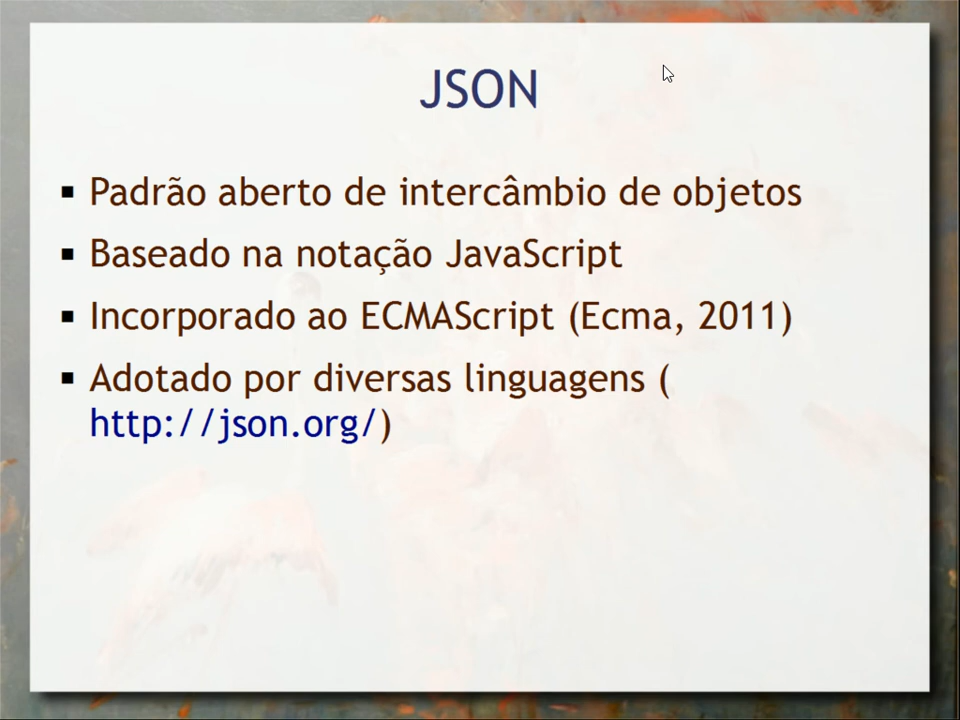 JSON
▪ Padrão aberto de intercâmbio de objetos
▪ Baseado na notação JavaScript
▪ Incorporado ao ECMAScript (Ecma, 2011)
▪ Adotado por diversas linguagens (
http://json.org/)